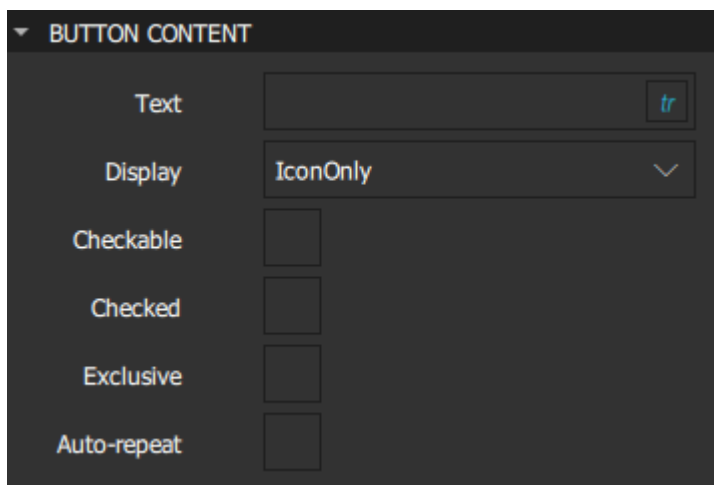 BUTTON CONTENT
Text tr
Display IconOnly
Checkable
Checked
Exclusive
Auto-repeat